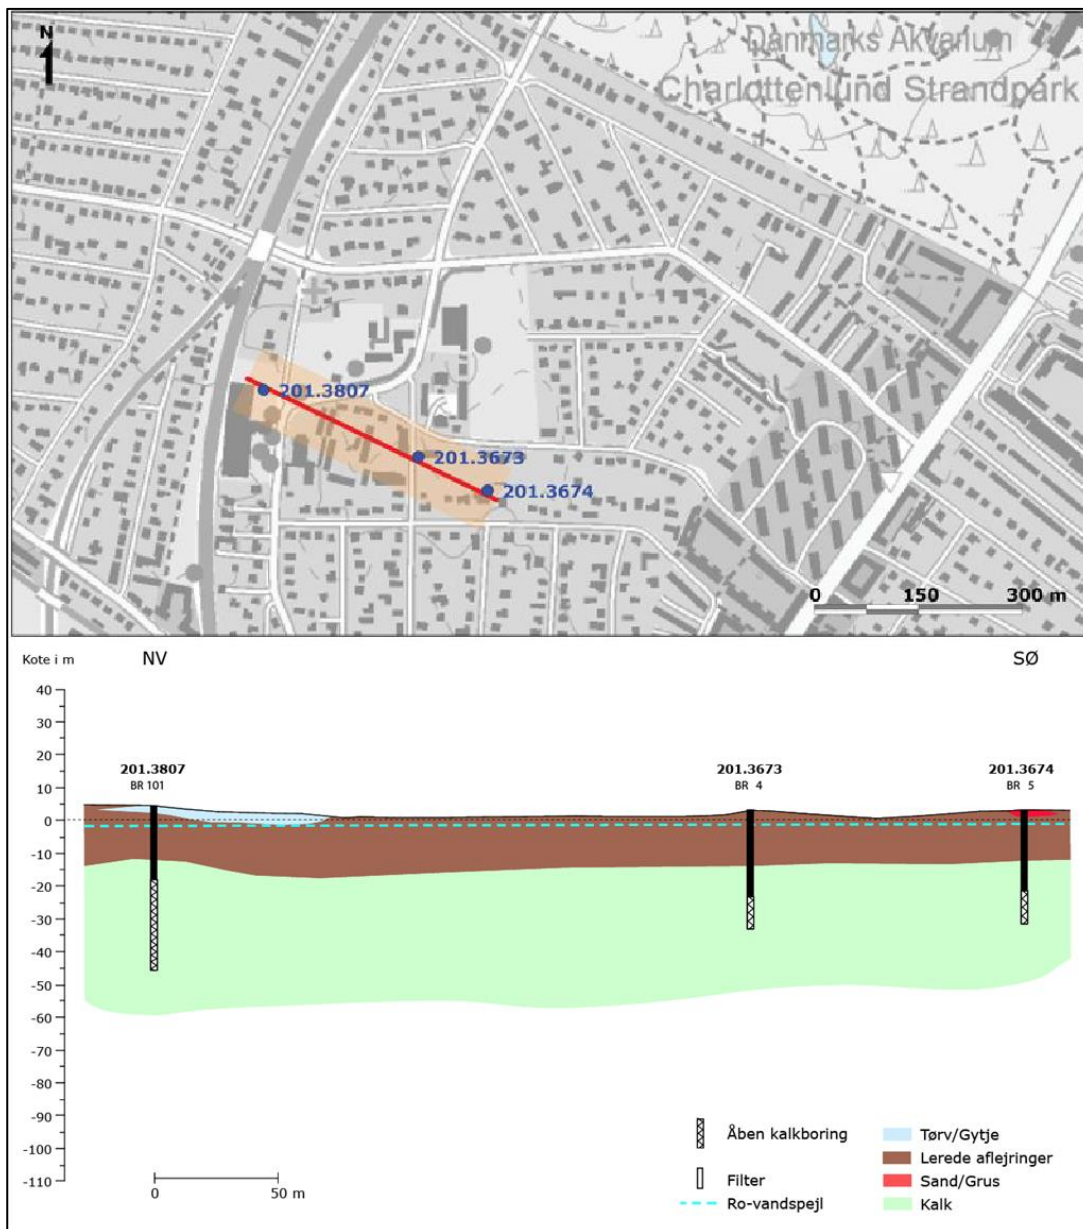 N
Danmarks Akvarium
Charlottenlund Strandpark
201.3807
201.3673
201.3674
0 150 300 m
Kote i m NV SØ
40
30
20
10
0
-10
-20
-30
-40
-50
-60
-70
-80
-90
-100
-110
201.3807
BR 101
201.3673
BR 4
201.3674
BR 5
0 50 m
Åben kalkboring
Filter
Ro-vandspejl
Tørv/Gytje
Lerede aflejringer
Sand/Grus
Kalk